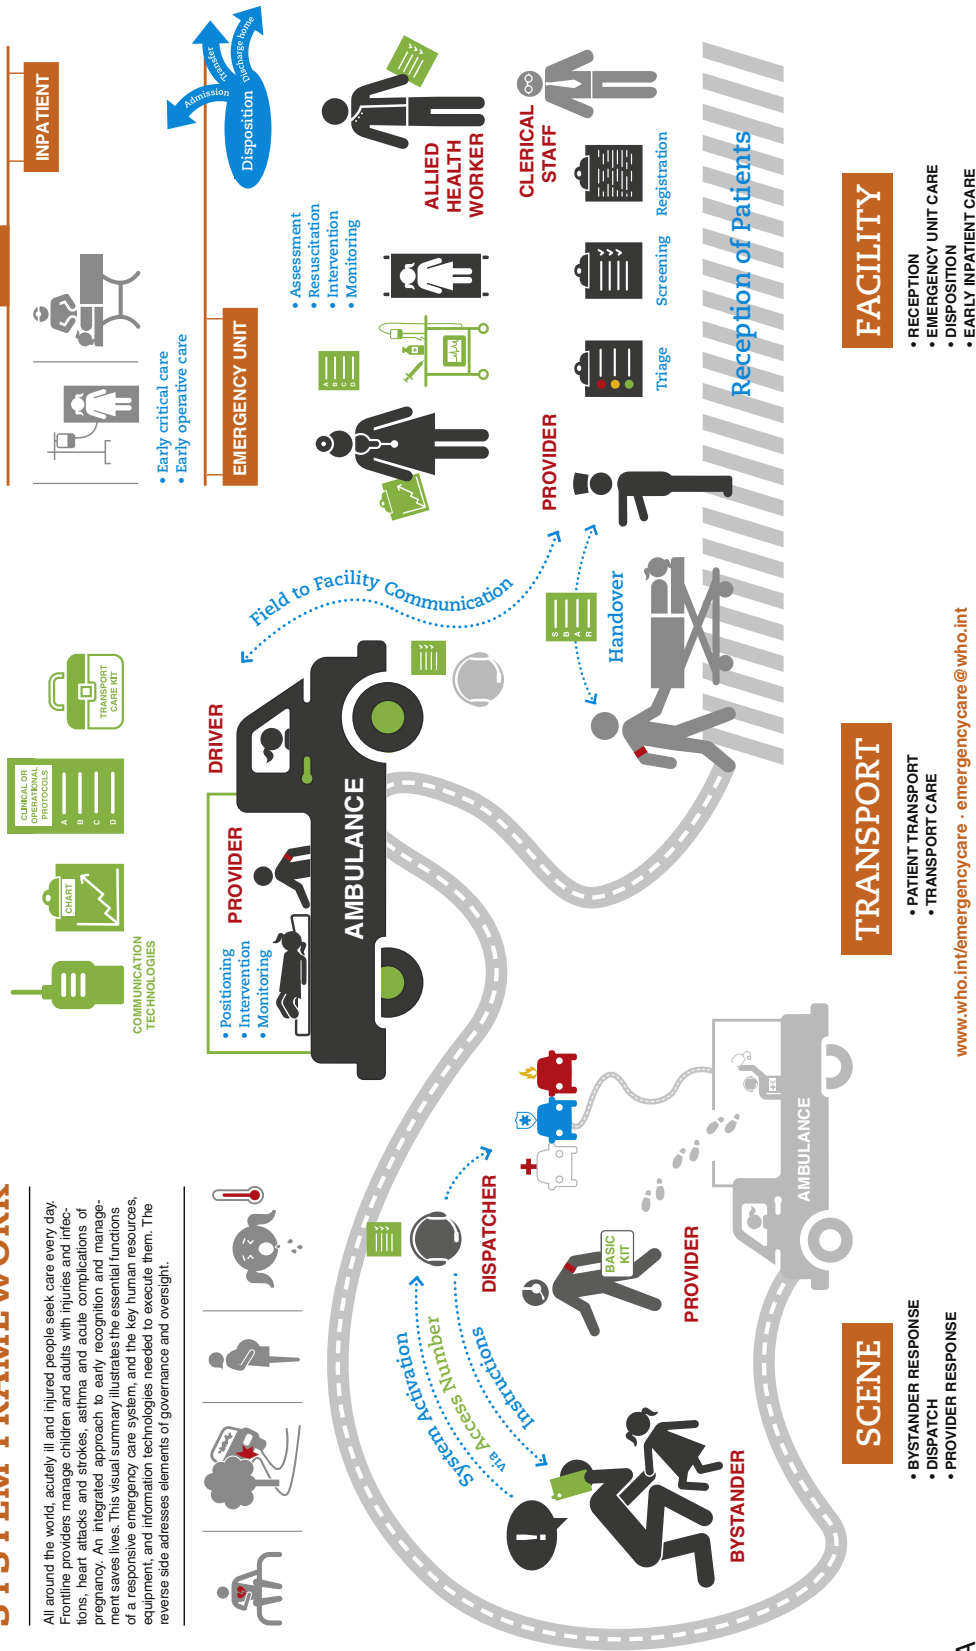 SYSTEM FRAMEWORK
All around the world, acutely ill and injured people seek care every day.
Frontline providers manage children and adults with injuries and infec-
tions, heart attacks and strokes, asthma and acute complications of
pregnancy. An integrated approach to early recognition and manage-
ment saves lives. This visual summary illustrates the essential functions
of a responsive emergency care system, and the key human resources,
equipment, and information technologies needed to execute them. The
reverse side adresses elements of governance and oversight.
COMMUNICATION
TECHNOLOGIES
CHART
CLINICAL OR
OPERATIONAL
PROTOCOLS
A
B
C
D
TRANSPORT
CARE KIT
INPATIENT
• Early critical care
• Early operative care
Admission
Transfer
Discharge home
Disposition
EMERGENCY UNIT
• Assessment
• Resuscitation
• Intervention
• Monitoring
A
B
C
D
ALLIED
HEALTH
WORKER
PROVIDER
CLERICAL
STAFF
Triage
Screening
Registration
Reception of Patients
DRIVER
PROVIDER
• Positioning
• Intervention
• Monitoring
AMBULANCE
Field to Facility Communication
S
B
A
R
Handover
System Activation
via Access Number
Instructions
DISPATCHER
BYSTANDER
!
PROVIDER
BASIC
KIT
AMBULANCE
SCENE
• BYSTANDER RESPONSE
• DISPATCH
• PROVIDER RESPONSE
TRANSPORT
• PATIENT TRANSPORT
• TRANSPORT CARE
FACILITY
• RECEPTION
• EMERGENCY UNIT CARE
• DISPOSITION
• EARLY INPATIENT CARE
www.who.int/emergencycare · emergencycare@who.int